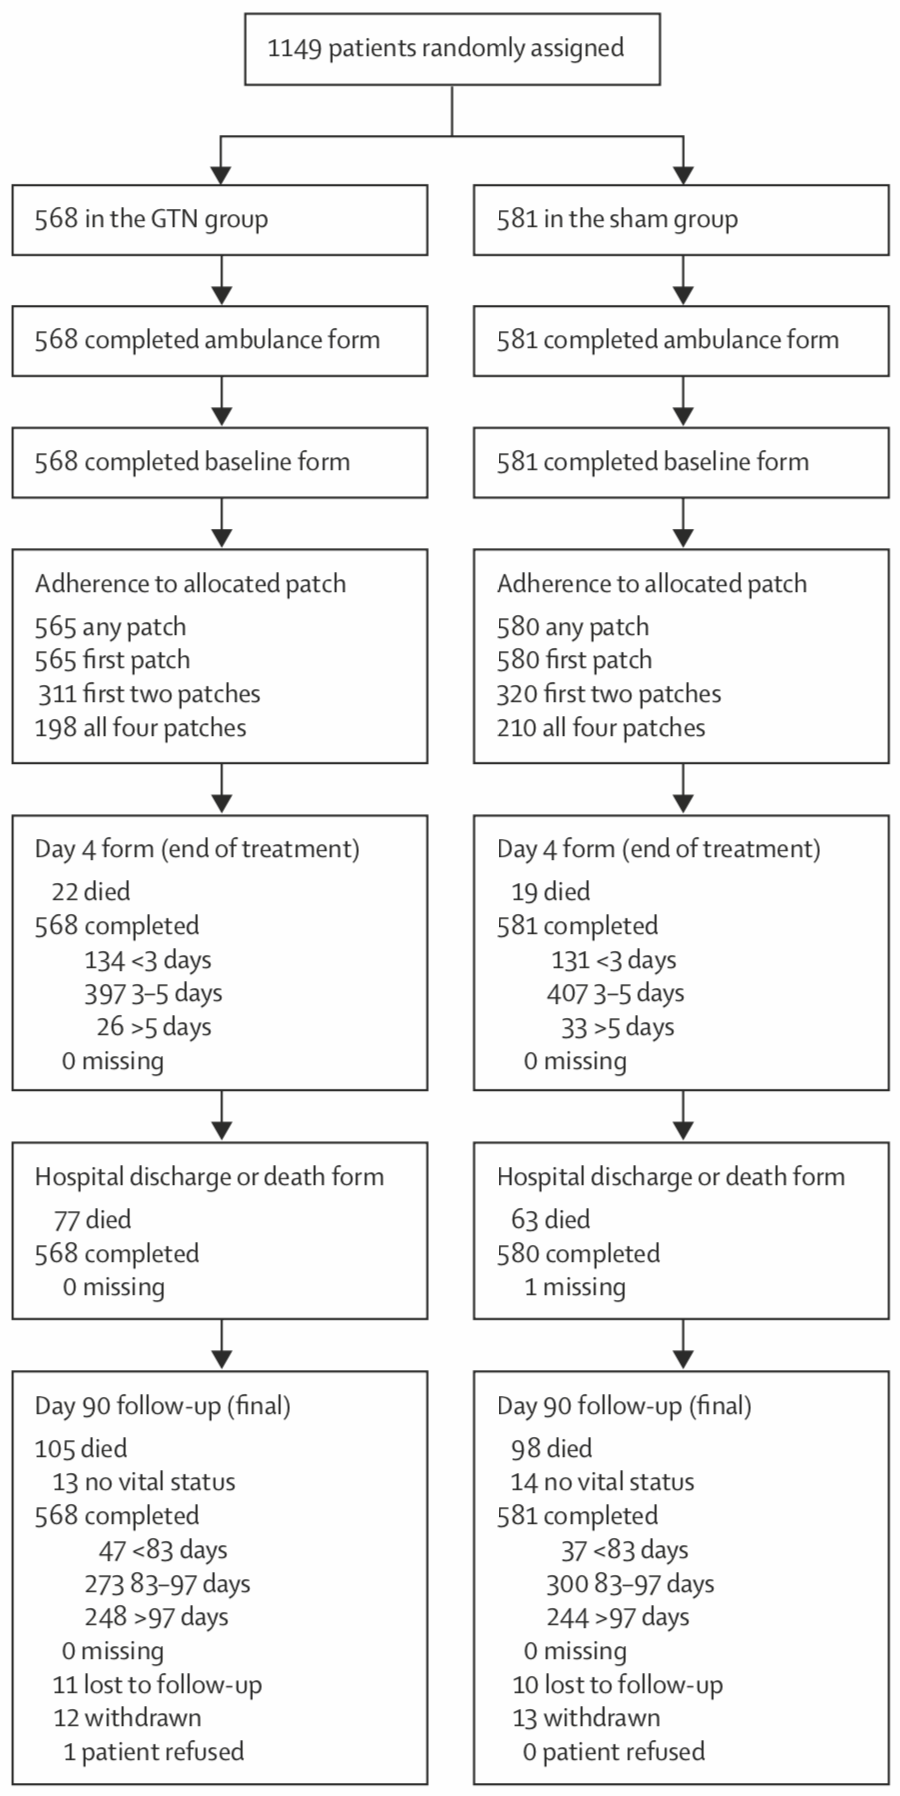 1149 patients randomly assigned
568 in the GTN group
581 in the sham group
568 completed ambulance form
581 completed ambulance form
568 completed baseline form
581 completed baseline form
Adherence to allocated patch
565 any patch
565 first patch
311 first two patches
198 all four patches
Adherence to allocated patch
580 any patch
580 first patch
320 first two patches
210 all four patches
Day 4 form (end of treatment)
22 died
568 completed
134 <3 days
397 3–5 days
26 >5 days
0 missing
Day 4 form (end of treatment)
19 died
581 completed
131 <3 days
407 3–5 days
33 >5 days
0 missing
Hospital discharge or death form
77 died
568 completed
0 missing
Hospital discharge or death form
63 died
580 completed
1 missing
Day 90 follow-up (final)
105 died
13 no vital status
568 completed
47 <83 days
273 83–97 days
248 >97 days
0 missing
11 lost to follow-up
12 withdrawn
1 patient refused
Day 90 follow-up (final)
98 died
14 no vital status
581 completed
37 <83 days
300 83–97 days
244 >97 days
0 missing
10 lost to follow-up
13 withdrawn
0 patient refused